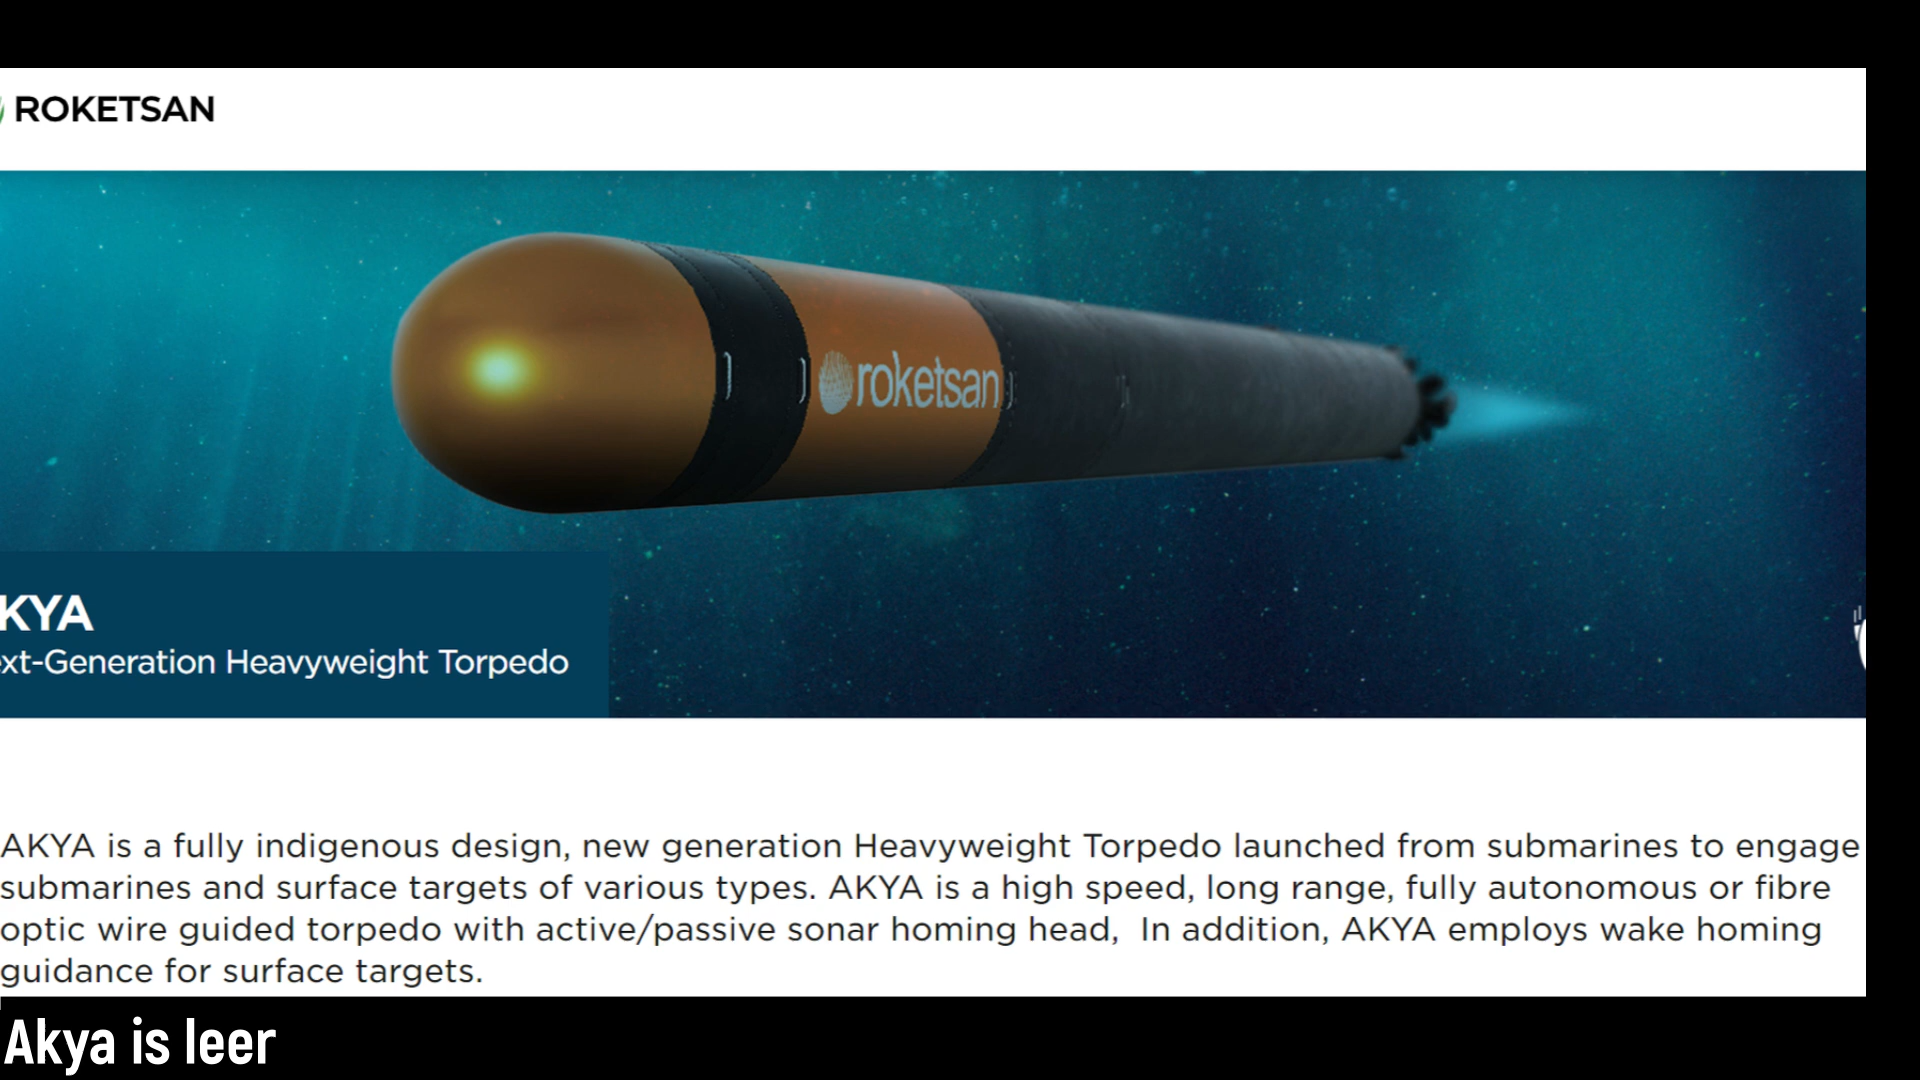 ROKETSAN
roketsan
KYA
ext-Generation Heavyweight Torpedo
AKYA is a fully indigenous design, new generation Heavyweight Torpedo launched from submarines to engage
submarines and surface targets of various types. AKYA is a high speed, long range, fully autonomous or fibre
optic wire guided torpedo with active/passive sonar homing head,  In addition, AKYA employs wake homing
guidance for surface targets.
Akya is leer